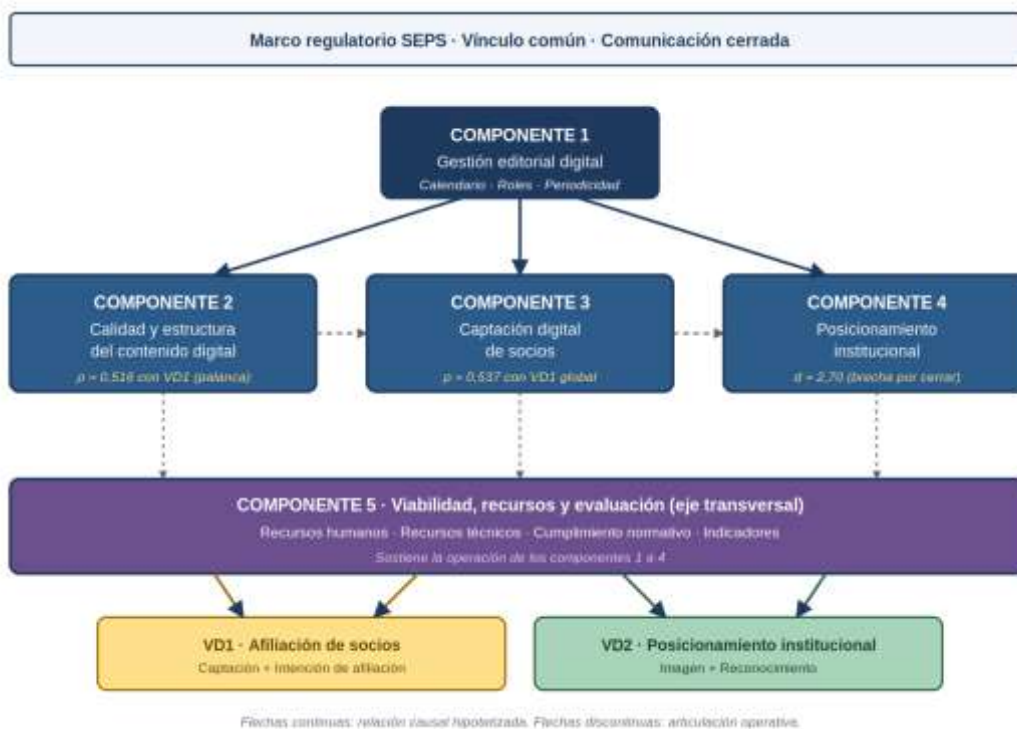 Marco regulatorio SEPS · Vínculo común · Comunicación cerrada
COMPONENTE 1
Gestión editorial digital
Calendario · Roles · Periodicidad
COMPONENTE 2
Calidad y estructura
del contenido digital
ρ = 0,516 con VD1 (palanca)
COMPONENTE 3
Captación digital
de socios
ρ = 0,537 con VD1 global
COMPONENTE 4
Posicionamiento
institucional
d = 2,70 (brecha por cerrar)
COMPONENTE 5 · Viabilidad, recursos y evaluación (eje transversal)
Recursos humanos · Recursos técnicos · Cumplimiento normativo · Indicadores
Sostiene la operación de los componentes 1 a 4
VD1 · Afiliación de socios
Captación + Intención de afiliación
VD2 · Posicionamiento institucional
Imagen + Reconocimiento
Flechas continuas: relación causal hipotetizada. Flechas discontinuas: articulación operativa.